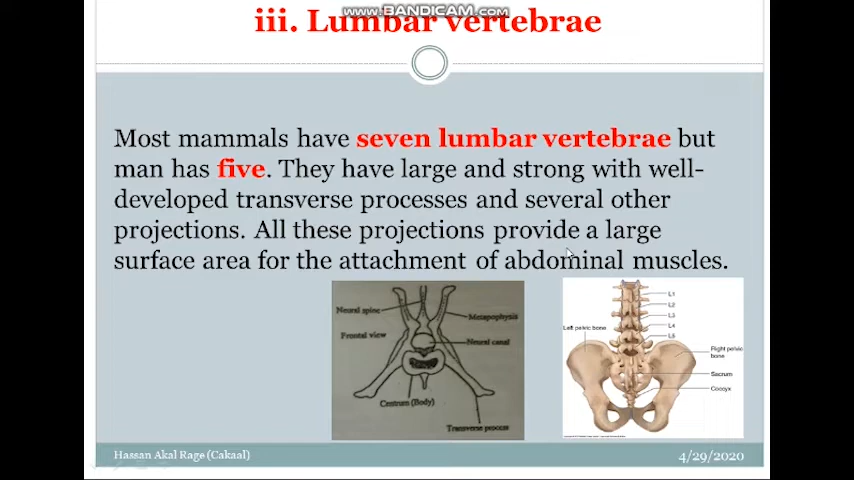 www.BANDICAM.com
iii. Lumbar vertebrae
Most mammals have seven lumbar vertebrae but
man has five. They have large and strong with well-
developed transverse processes and several other
projections. All these projections provide a large
surface area for the attachment of abdominal muscles.
Neural spine
Metapophysis
Frontal view
Neural canal
Centrum (Body)
Transverse process
L1
L2
L3
L4
L5
Left pelvic bone
Right pelvic
bone
Sacrum
Coccyx
Hassan Akal Rage (Cakaal)
4/29/2020